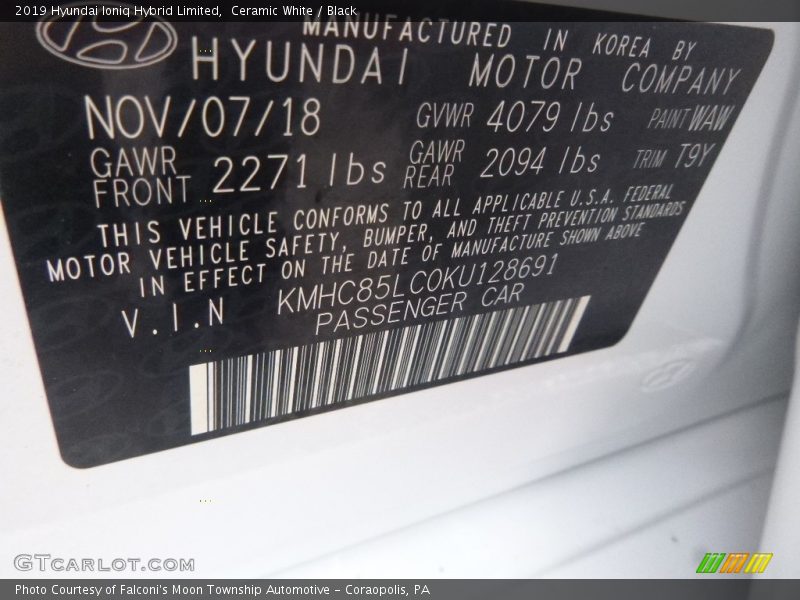 2019 Hyundai Ioniq Hybrid Limited,  Ceramic White / Black
MANUFACTURED IN KOREA BY
HYUNDAI MOTOR COMPANY
NOV/07/18 GVWR 4079 lbs PAINT WAW
GAWR FRONT 2271 lbs GAWR REAR 2094 lbs TRIM T9Y
THIS VEHICLE CONFORMS TO ALL APPLICABLE U.S.A. FEDERAL
MOTOR VEHICLE SAFETY, BUMPER, AND THEFT PREVENTION STANDARDS
IN EFFECT ON THE DATE OF MANUFACTURE SHOWN ABOVE
V.I.N KMHC85LC0KU128691
PASSENGER CAR
GTCARLOT.COM
Photo Courtesy of Falconi's Moon Township Automotive - Coraopolis, PA